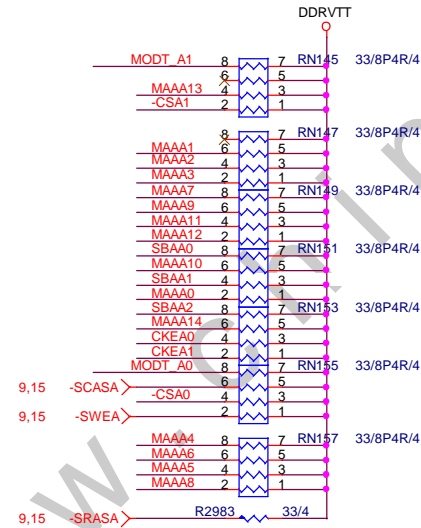 DDRVTT
MODT_A1 8 7 RN145 33/8P4R/4
6 5
MAAA13 4 3
-CSA1 2 1
8 7 RN147 33/8P4R/4
MAAA1 6 5
MAAA2 4 3
MAAA3 2 1
MAAA7 8 7 RN149 33/8P4R/4
MAAA9 6 5
MAAA11 4 3
MAAA12 2 1
SBAA0 8 7 RN151 33/8P4R/4
MAAA10 6 5
SBAA1 4 3
MAAA0 2 1
SBAA2 8 7 RN153 33/8P4R/4
MAAA14 6 5
CKEA0 4 3
CKEA1 2 1
MODT_A0 8 7 RN155 33/8P4R/4
9,15 -SCASA 6 5
-CSA0 4 3
9,15 -SWEA 2 1
MAAA4 8 7 RN157 33/8P4R/4
MAAA6 6 5
MAAA5 4 3
MAAA8 2 1
9,15 -SRASA R2983 33/4